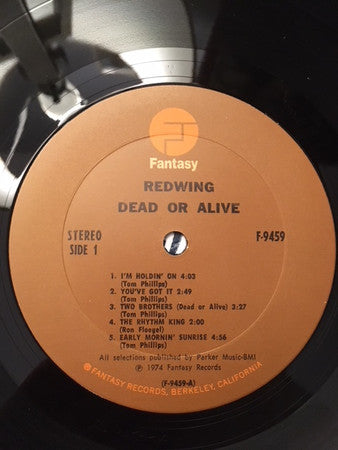 Fantasy
REDWING
DEAD OR ALIVE
STEREO F-9459
SIDE 1
1. I'M HOLDIN' ON 4:03
(Tom Phillips)
2. YOU'VE GOT IT 2:49
(Tom Phillips)
3. TWO BROTHERS (Dead or Alive) 3:27
(Tom Phillips)
4. THE RHYTHM KING 2:00
(Ron Floegel)
5. EARLY MORNIN' SUNRISE 4:56
(Tom Phillips)
All selections published by Parker Music-BMI
Ⓟ 1974 Fantasy Records
(F-9459-A)
® FANTASY RECORDS, BERKELEY, CALIFORNIA